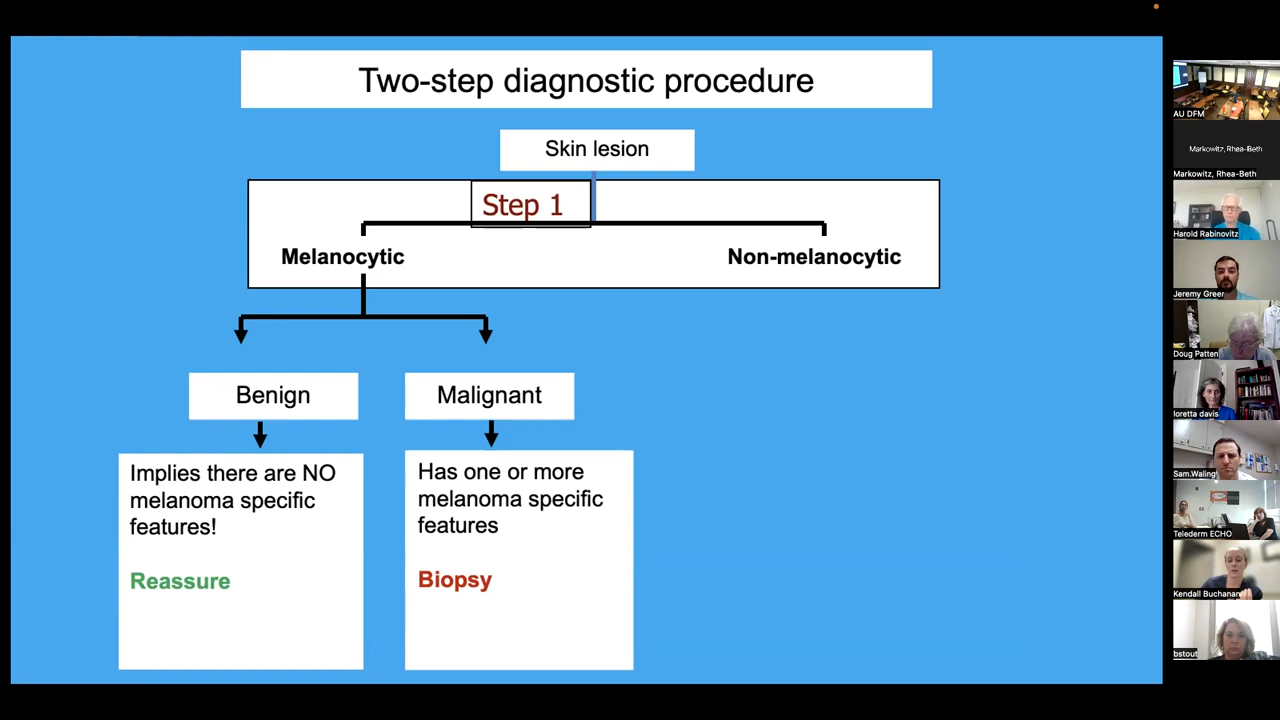 Two-step diagnostic procedure
Skin lesion
Step 1
Melanocytic
Non-melanocytic
Benign
Malignant
Implies there are NO
melanoma specific
features!
Reassure
Has one or more
melanoma specific
features
Biopsy
AU DFM
Markowitz, Rhea-Beth
Markowitz, Rhea-Beth
Harold Rabinovitz
Jeremy Green
Doug Patten
loretta davis
Sam.Waling
Telederm ECHO
Kendall Buchanan
bstout